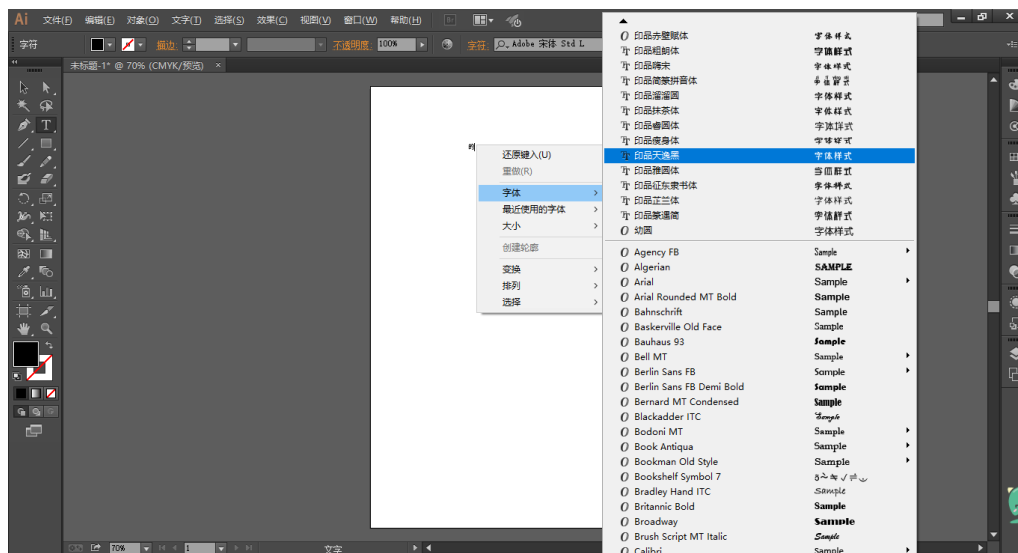 Ai 文件(F) 编辑(E) 对象(O) 文字(T) 选择(S) 效果(C) 视图(V) 窗口(W) 帮助(H)
字符 描边: 不透明度: 100% 字符: Adobe 宋体 Std L
未标题-1* @ 70% (CMYK/预览) ×
的
还原键入(U)
重做(R)
字体
最近使用的字体
大小
创建轮廓
变换
排列
选择
印品赤壁赋体 字体样式
印品粗朗体 字体样式
印品嗨宋 字体样式
印品简篆拼音体
印品溜溜圆 字体样式
印品抹茶体 字体样式
印品睿圆体 字体样式
印品瘦身体 字体样式
印品天逸黑 字体样式
印品雅圆体 字体样式
印品征东隶书体 字体样式
印品芷兰体 字体样式
印品篆遇简 字体样式
幼圆 字体样式
Agency FB Sample
Algerian SAMPLE
Arial Sample
Arial Rounded MT Bold Sample
Bahnschrift Sample
Baskerville Old Face Sample
Bauhaus 93 Sample
Bell MT Sample
Berlin Sans FB Sample
Berlin Sans FB Demi Bold Sample
Bernard MT Condensed Sample
Blackadder ITC Sample
Bodoni MT Sample
Book Antiqua Sample
Bookman Old Style Sample
Bookshelf Symbol 7
Bradley Hand ITC Sample
Britannic Bold Sample
Broadway Sample
Brush Script MT Italic Sample
Calibri Sample
70% 1 文字